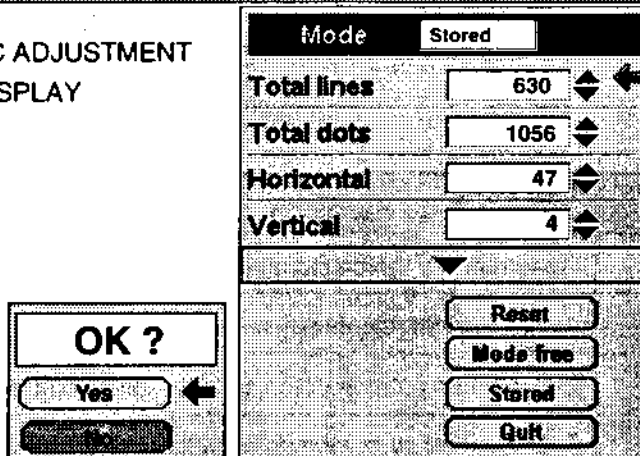 C ADJUSTMENT
SPLAY
Mode Stored
Total lines 630
Total dots 1056
Horizontal 47
Vertical 4
Reset
Mode free
Stored
Quit
OK ?
Yes
No